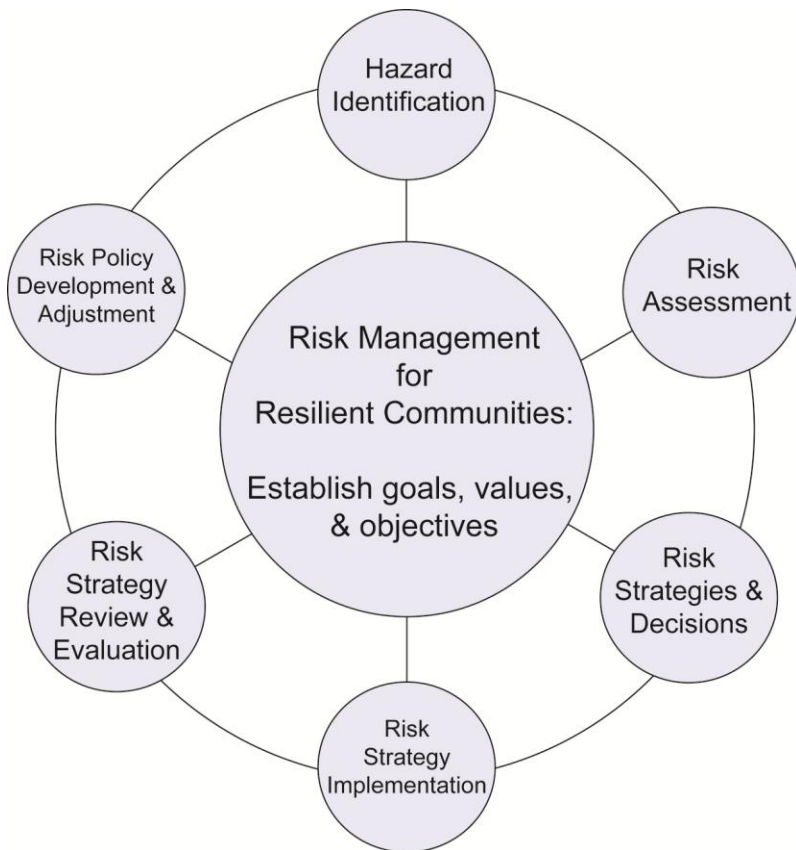 Hazard
Identification
Risk
Assessment
Risk
Strategies &
Decisions
Risk
Strategy
Implementation
Risk
Strategy
Review &
Evaluation
Risk Policy
Development &
Adjustment
Risk Management
for
Resilient Communities:
Establish goals, values,
& objectives